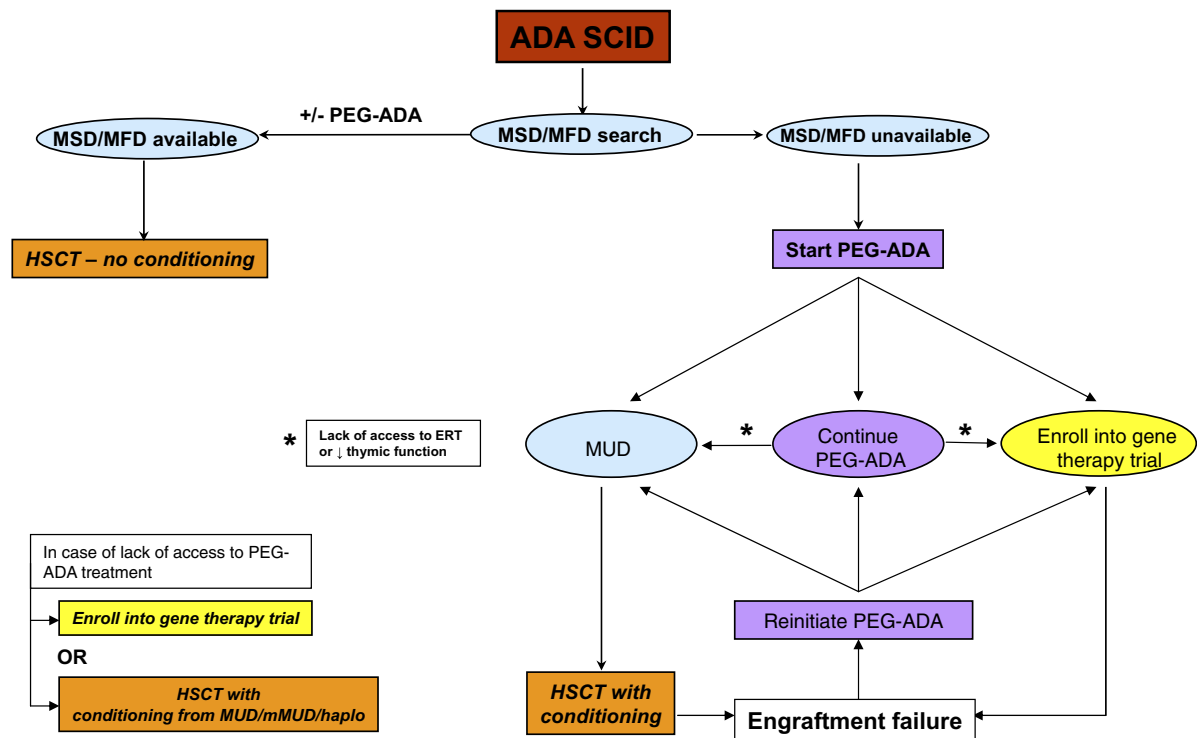 ADA SCID
+/- PEG-ADA
MSD/MFD available
MSD/MFD search
MSD/MFD unavailable
HSCT – no conditioning
Start PEG-ADA
*
Lack of access to ERT
or ↓ thymic function
MUD
*
Continue
PEG-ADA
*
Enroll into gene
therapy trial
In case of lack of access to PEG-
ADA treatment
Enroll into gene therapy trial
OR
HSCT with
conditioning from MUD/mMUD/haplo
Reinitiate PEG-ADA
HSCT with
conditioning
Engraftment failure